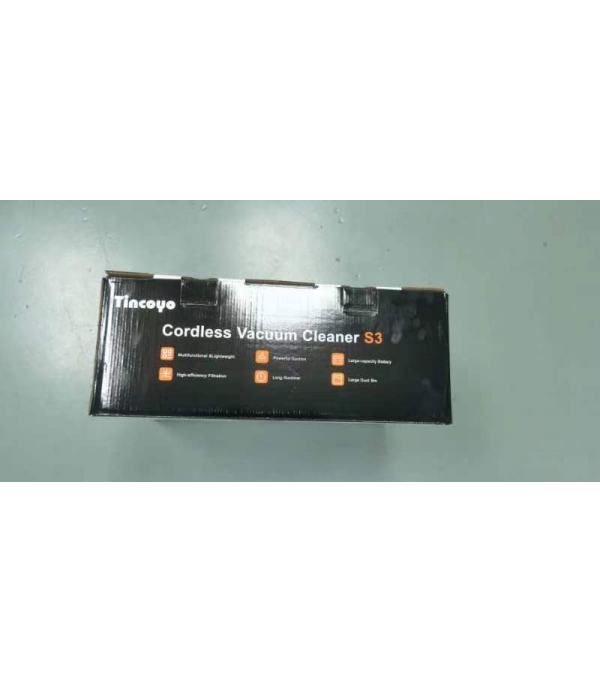 Tincoyo
Cordless Vacuum Cleaner S3
Multifunctional &Lightweight
Powerful Suction
Large-capacity Battery
High-efficiency Filtration
Long Runtime
Large Dust Bin